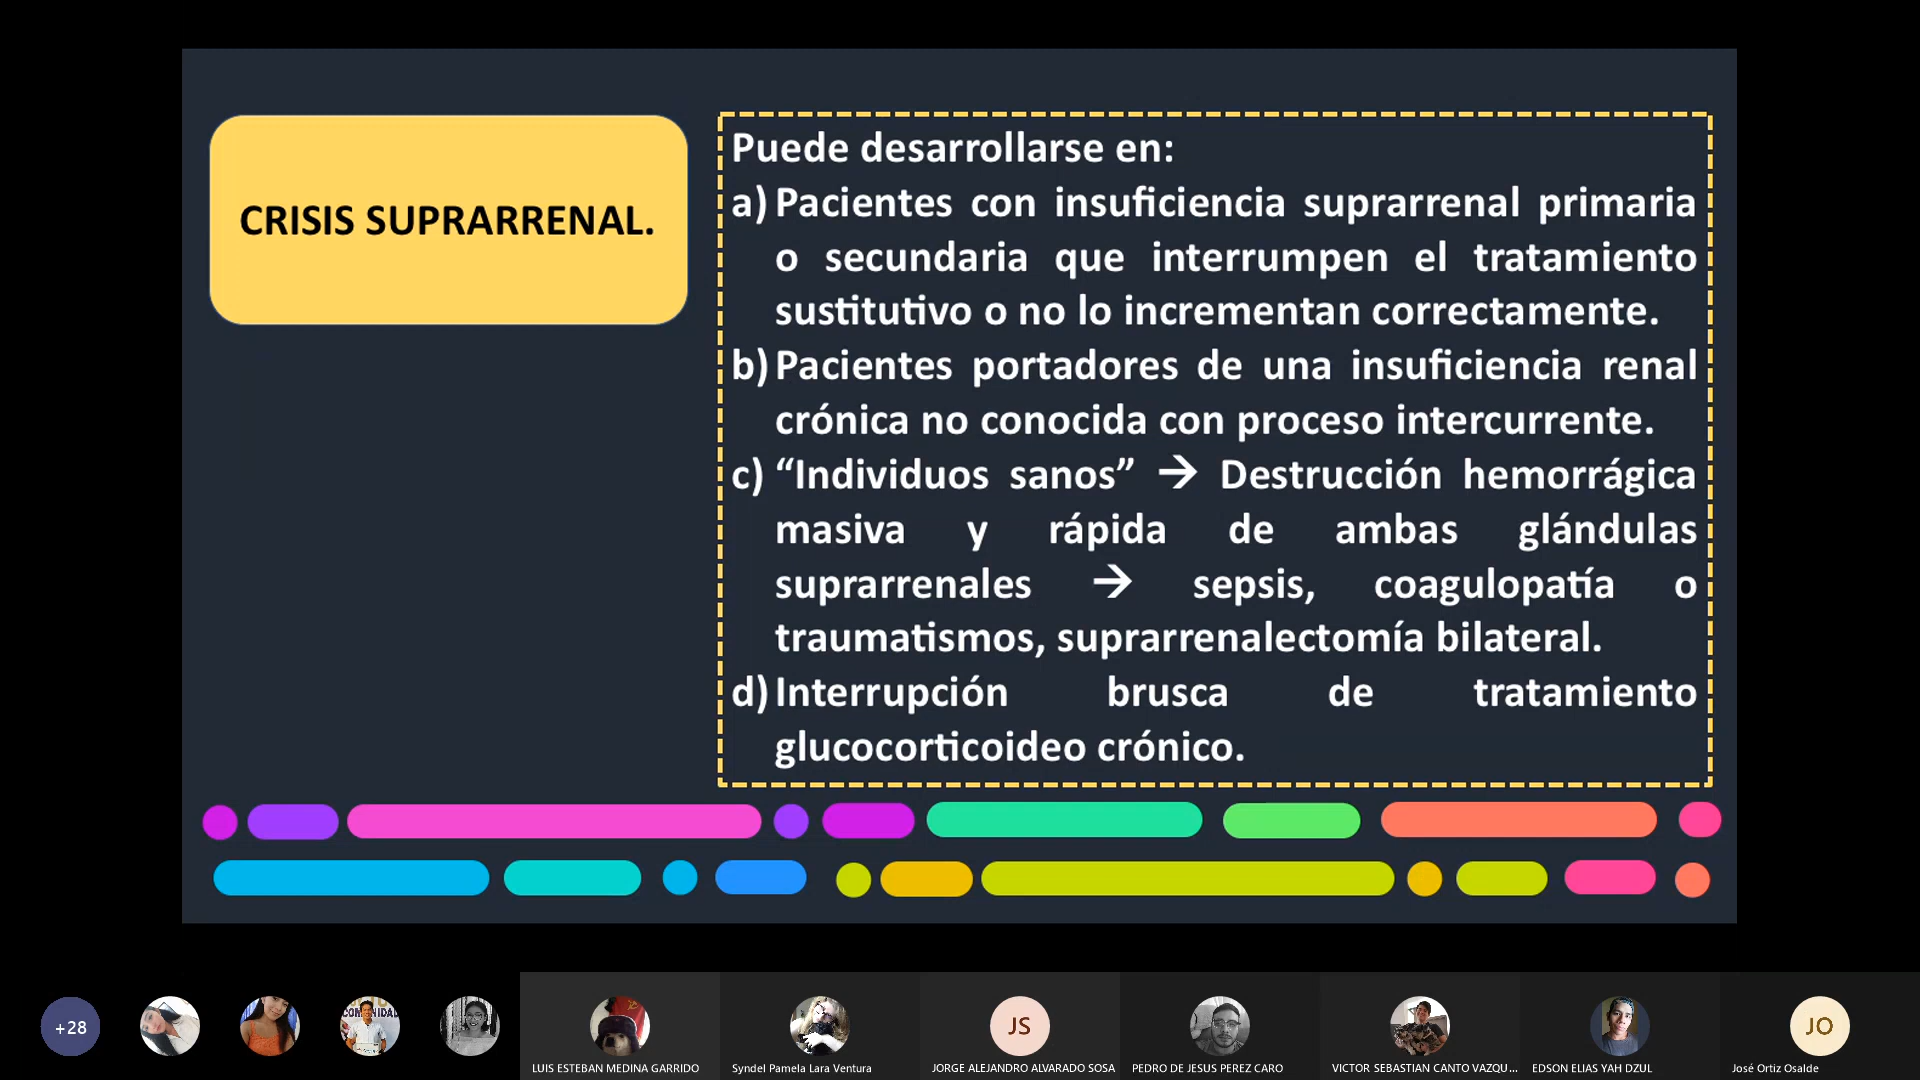 CRISIS SUPRARRENAL.
Puede desarrollarse en:
a) Pacientes con insuficiencia suprarrenal primaria
o secundaria que interrumpen el tratamiento
sustitutivo o no lo incrementan correctamente.
b) Pacientes portadores de una insuficiencia renal
crónica no conocida con proceso intercurrente.
c) “Individuos sanos” → Destrucción hemorrágica
masiva y rápida de ambas glándulas
suprarrenales → sepsis, coagulopatía o
traumatismos, suprarrenalectomía bilateral.
d) Interrupción brusca de tratamiento
glucocorticoideo crónico.
+28
COMUNIDAD
JS
JO
LUIS ESTEBAN MEDINA GARRIDO
Syndel Pamela Lara Ventura
JORGE ALEJANDRO ALVARADO SOSA
PEDRO DE JESUS PEREZ CARO
VICTOR SEBASTIAN CANTO VAZQU...
EDSON ELIAS YAH DZUL
José Ortiz Osalde